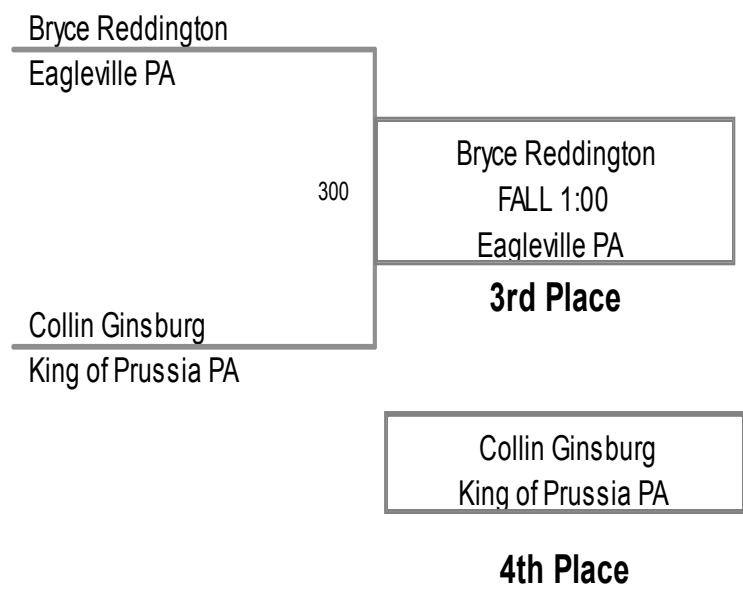 Bryce Reddington
Eagleville PA
Bryce Reddington
300
FALL 1:00
Eagleville PA
3rd Place
Collin Ginsburg
King of Prussia PA
Collin Ginsburg
King of Prussia PA
4th Place